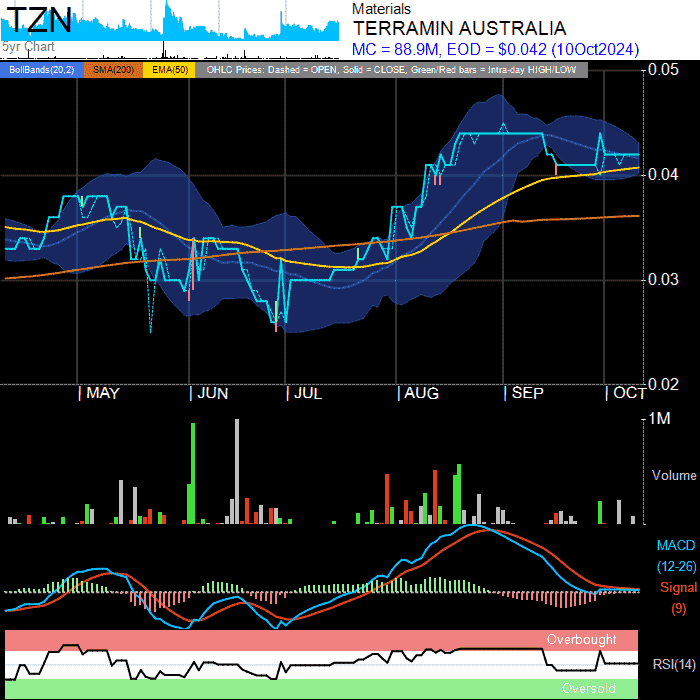 TZN
5yr Chart
Materials
TERRAMIN AUSTRALIA
MC = 88.9M, EOD = $0.042 (10Oct2024)
BollBands(20,2) SMA(200) EMA(50) OHLC Prices: Dashed = OPEN, Solid = CLOSE, Green/Red bars = Intra-day HIGH/LOW
0.05
0.04
0.03
0.02
| MAY | JUN | JUL | AUG | SEP | OCT
1M
Volume
MACD
(12-26)
Signal
(9)
Overbought
RSI(14)
Oversold